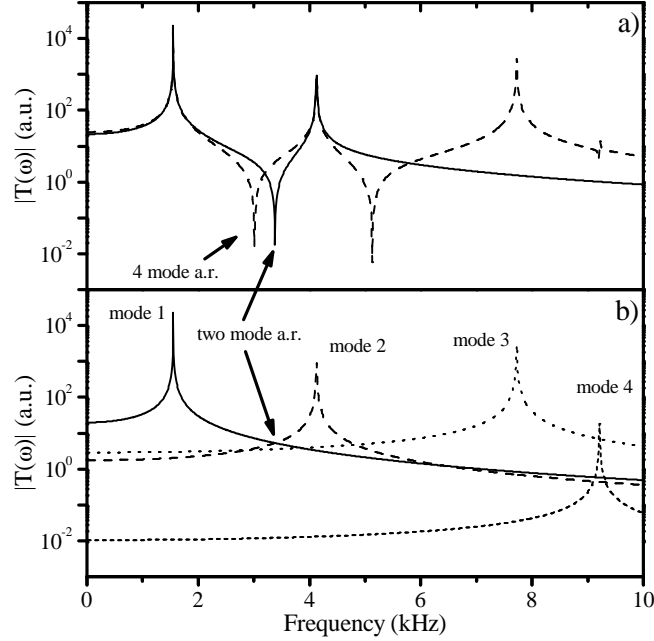 a)
10^4
10^2
10^0
10^-2
|T(ω)| (a.u.)
4 mode a.r.
two mode a.r.
b)
mode 1
mode 2
mode 3
mode 4
10^4
10^2
10^0
10^-2
|T(ω)| (a.u.)
0 2 4 6 8 10
Frequency (kHz)